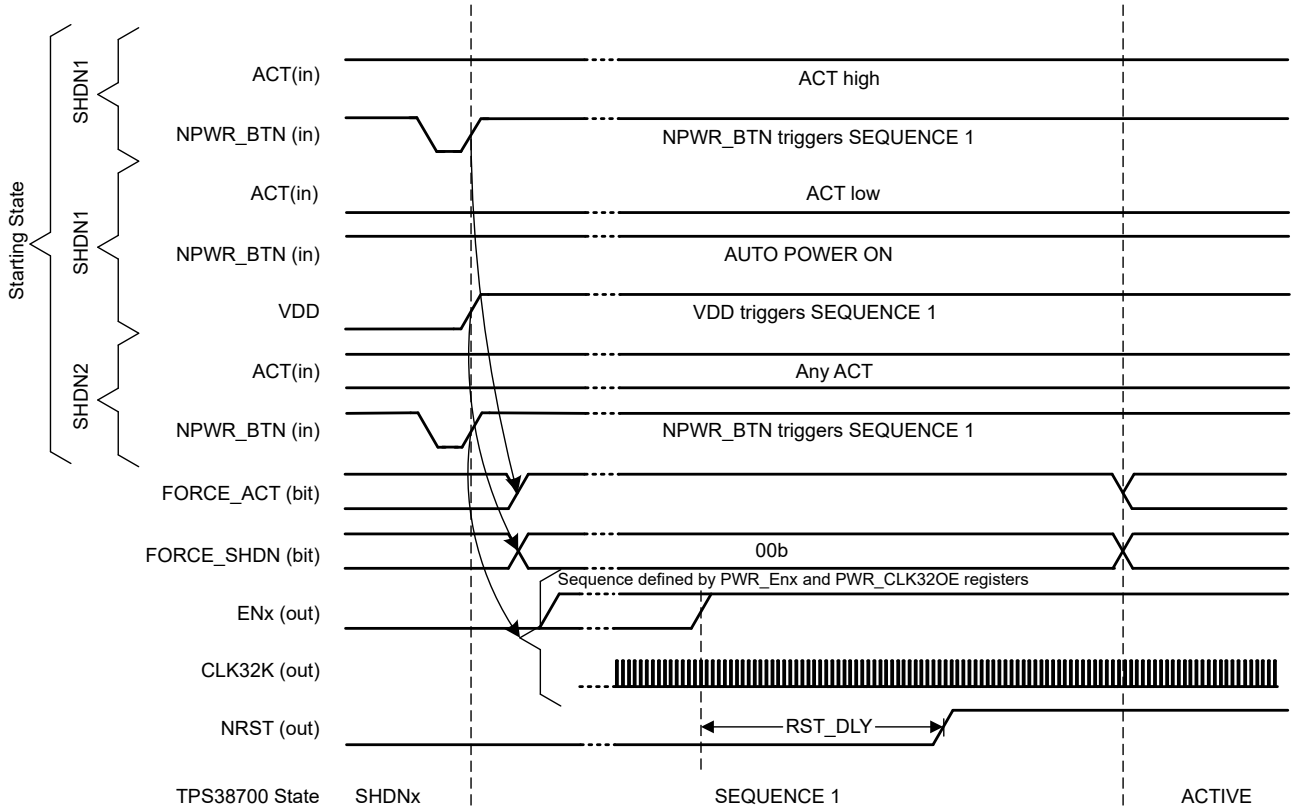 Starting State
SHDN1
SHDN1
SHDN2
ACT(in)
ACT high
NPWR_BTN (in)
NPWR_BTN triggers SEQUENCE 1
ACT(in)
ACT low
NPWR_BTN (in)
AUTO POWER ON
VDD
VDD triggers SEQUENCE 1
ACT(in)
Any ACT
NPWR_BTN (in)
NPWR_BTN triggers SEQUENCE 1
FORCE_ACT (bit)
FORCE_SHDN (bit)
00b
Sequence defined by PWR_Enx and PWR_CLK32OE registers
ENx (out)
CLK32K (out)
NRST (out)
RST_DLY
TPS38700 State
SHDNx
SEQUENCE 1
ACTIVE